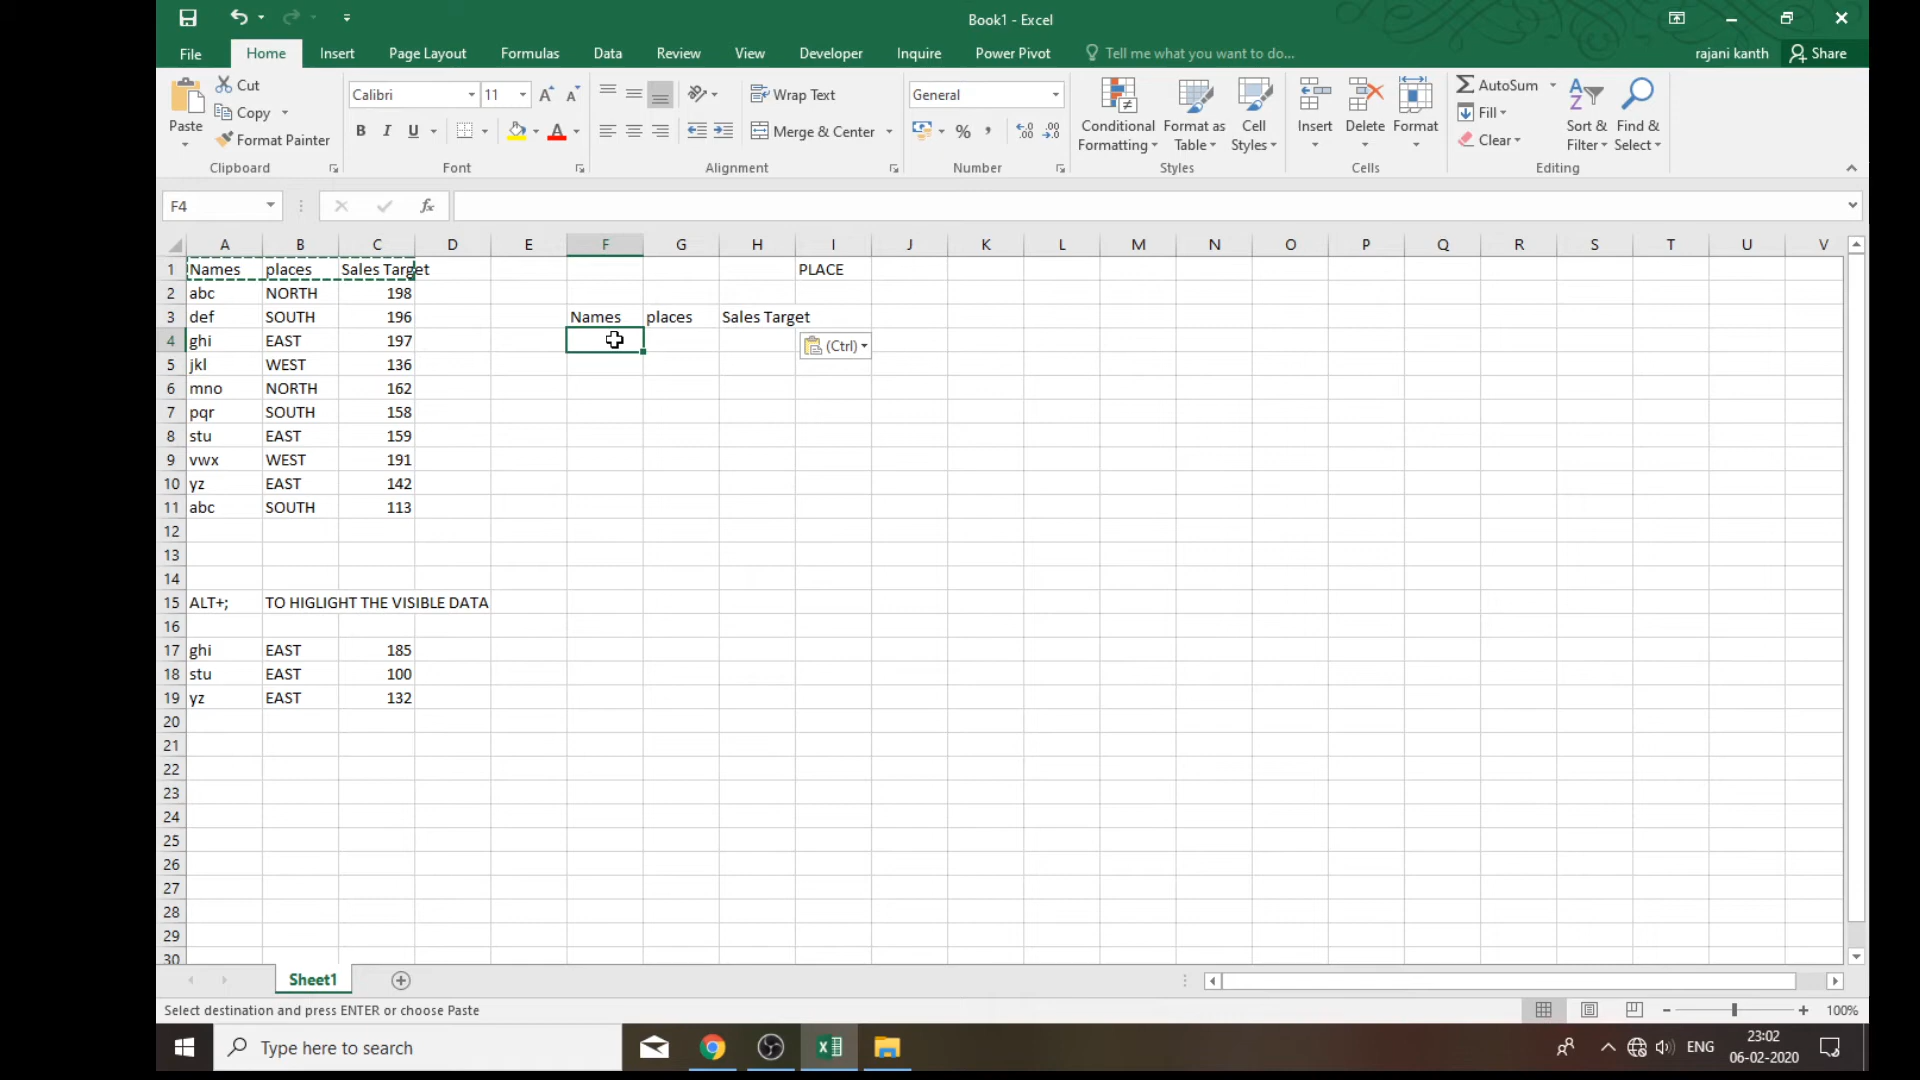 Book1 - Excel
File Home Insert Page Layout Formulas Data Review View Developer Inquire Power Pivot Tell me what you want to do... rajani kanth Share
Paste Cut Copy Format Painter Clipboard
Calibri 11 B I U A Font
Wrap Text Merge & Center Alignment
General % , Number
Conditional Formatting Format as Table Cell Styles Styles
Insert Delete Format Cells
AutoSum Fill Clear Sort & Filter Find & Select Editing
F4 fx
A B C D E F G H I J K L M N O P Q R S T U V
1 Names places Sales Target PLACE
2 abc NORTH 198
3 def SOUTH 196 Names places Sales Target
4 ghi EAST 197 (Ctrl)
5 jkl WEST 136
6 mno NORTH 162
7 pqr SOUTH 158
8 stu EAST 159
9 vwx WEST 191
10 yz EAST 142
11 abc SOUTH 113
12
13
14
15 ALT+; TO HIGLIGHT THE VISIBLE DATA
16
17 ghi EAST 185
18 stu EAST 100
19 yz EAST 132
20
21
22
23
24
25
26
27
28
29
30
Sheet1
Select destination and press ENTER or choose Paste 100%
Type here to search ENG 23:02
06-02-2020